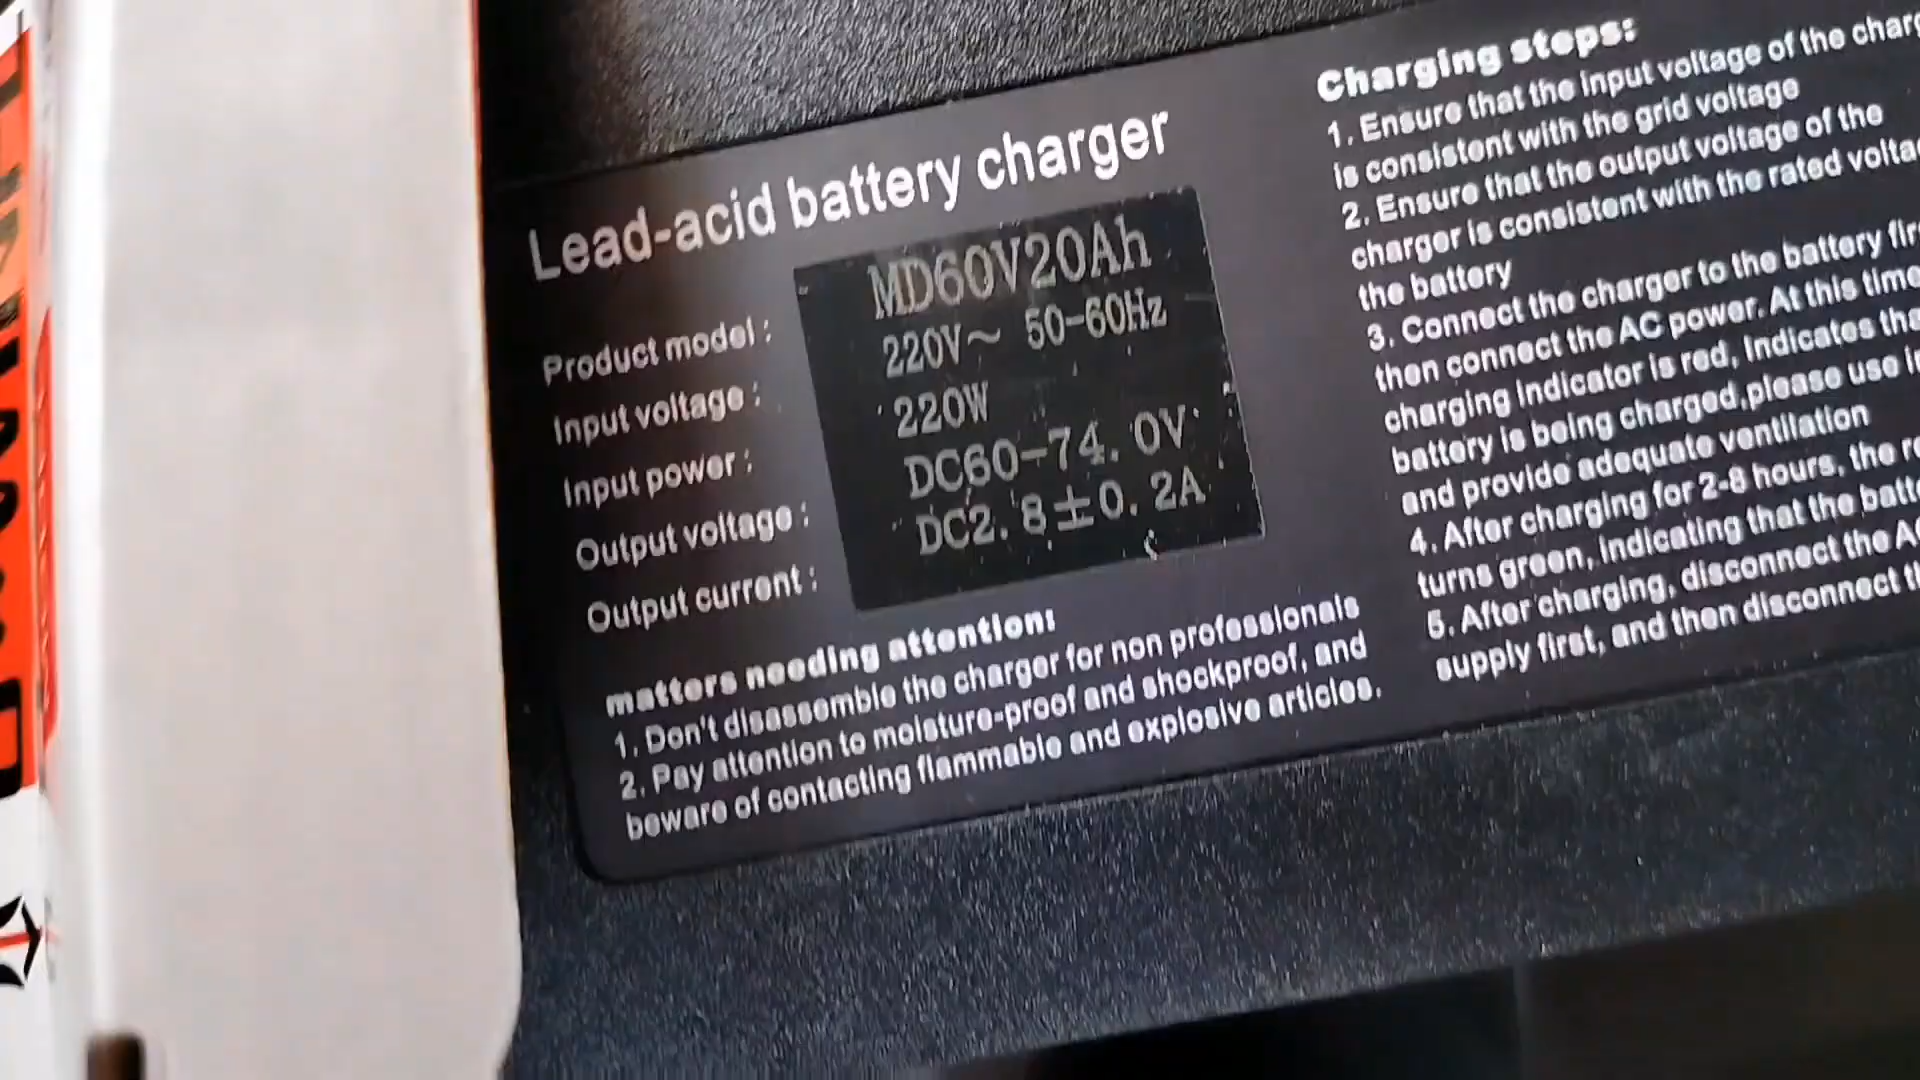 Lead-acid battery charger
Product model : MD60V20Ah
Input voltage : 220V~ 50-60Hz
Input power : 220W
Output voltage : DC60-74.0V
Output current : DC2.8±0.2A
matters needing attention:
1. Don't disassemble the charger for non professionals
2. Pay attention to moisture-proof and shockproof, and
beware of contacting flammable and explosive articles.
Charging steps:
1. Ensure that the input voltage of the
is consistent with the grid voltage
2. Ensure that the output voltage of the
charger is consistent with the rated
the battery
3. Connect the charger to the battery
then connect the AC power. At this time
charging indicator is red, indicates
battery is being charged,please use
and provide adequate ventilation
4. After charging for 2-8 hours, the
turns green, indicating that the
5. After charging, disconnect the
supply first, and then disconnect